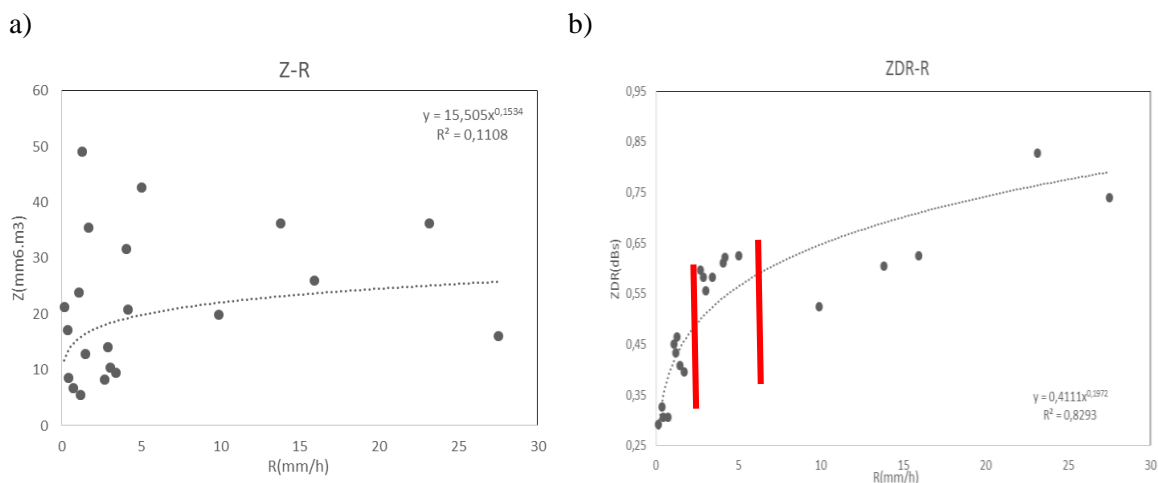 a)
b)
Z-R
60
50
40
30
20
10
0
Z(mm6.m3)
y = 15,505x^0,1534
R² = 0,1108
0 5 10 15 20 25 30
R(mm/h)
ZDR-R
0,95
0,85
0,75
0,65
0,55
0,45
0,35
0,25
ZDR(dBs)
y = 0,4111x^0,1972
R² = 0,8293
0 5 10 15 20 25 30
R(mm/h)